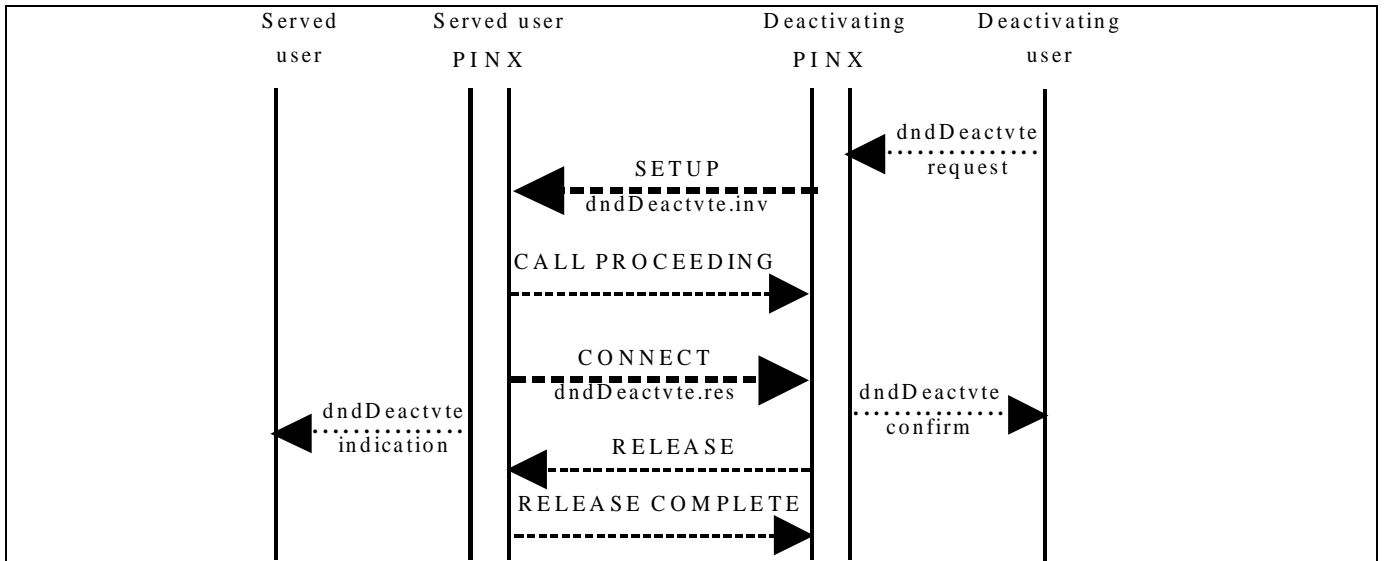 Served Served user Deactivating Deactivating
user PINX PINX user
dndDeactvte
request
SETUP
dndDeactvte.inv
CALL PROCEEDING
CONNECT
dndDeactvte.res
dndDeactvte
confirm
dndDeactvte
indication
RELEASE
RELEASE COMPLETE